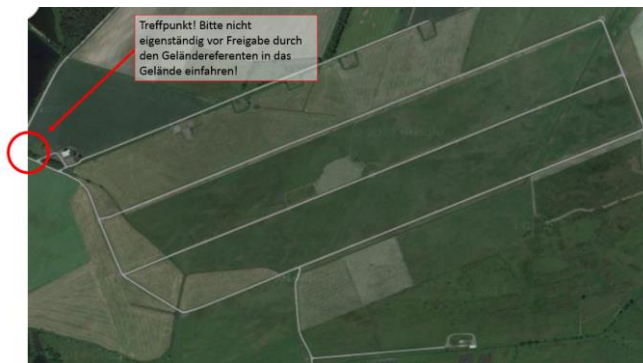 Treffpunkt! Bitte nicht
eigenständig vor Freigabe durch
den Geländereferenten in das
Gelände einfahren!